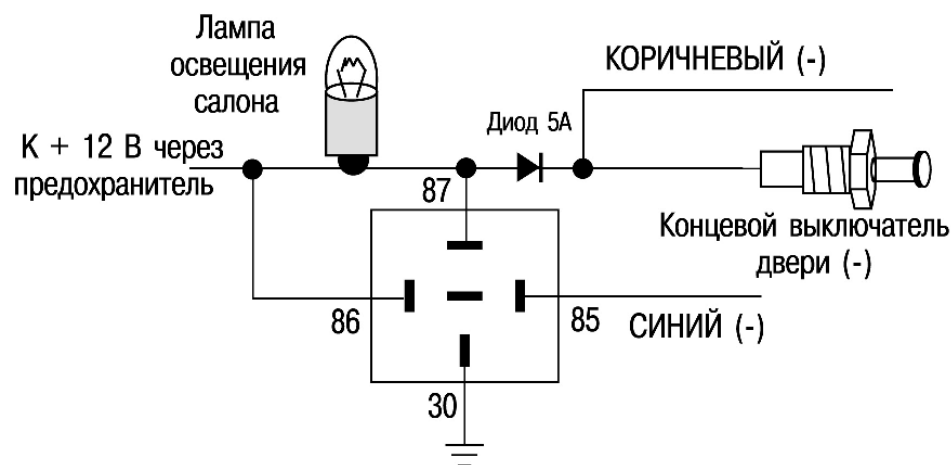 Лампа
освещения
салона
КОРИЧНЕВЫЙ (-)
Диод 5А
К + 12 В через
предохранитель
87
Концевой выключатель
двери (-)
86
85
СИНИЙ (-)
30